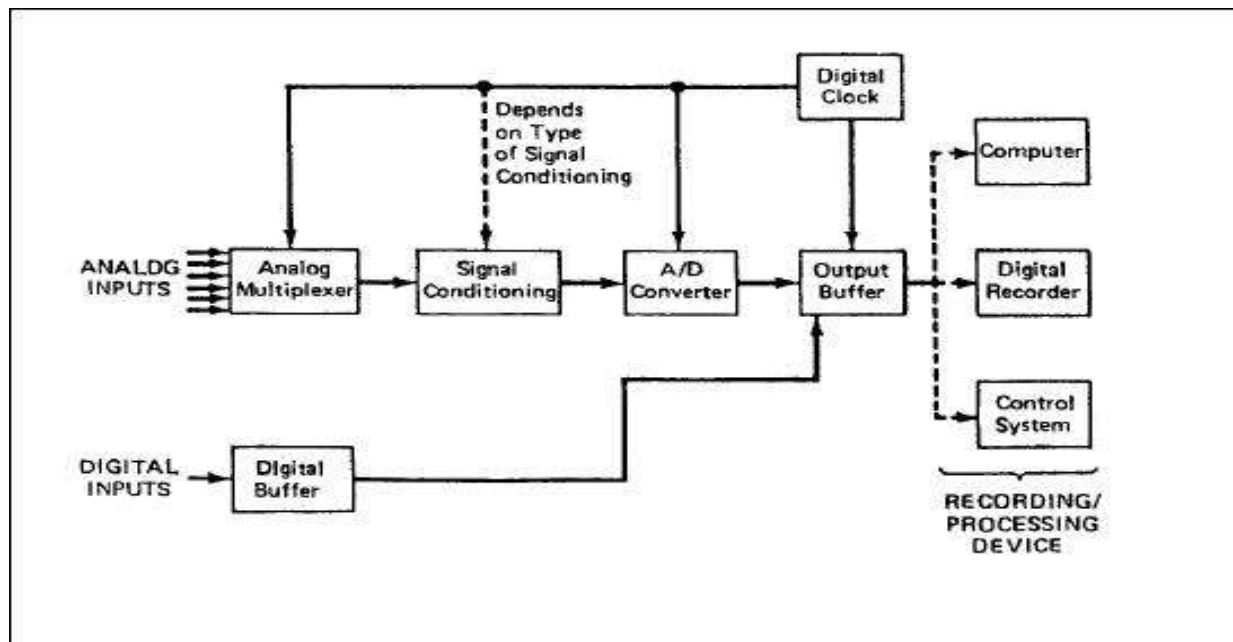 Digital
Clock
Depends
on Type
of Signal
Conditioning
Computer
ANALDG
INPUTS
Analog
Multiplexer
Signal
Conditioning
A/D
Converter
Output
Buffer
Digital
Recorder
Control
System
DIGITAL
INPUTS
DIgital
Buffer
RECORDING/
PROCESSING
DEVICE